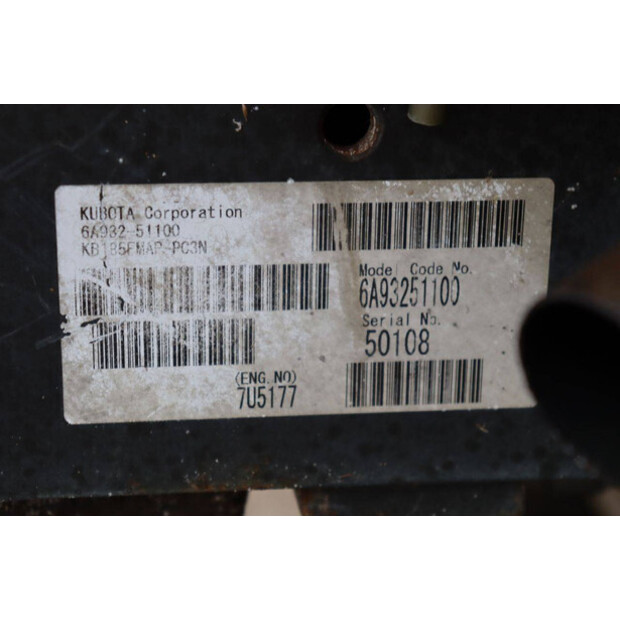 KUBOTA Corporation
6A932-51100
KB185FMAP-PC3N
Model Code No.
6A93251100
Serial No.
50108
(ENG.NO)
7U5177